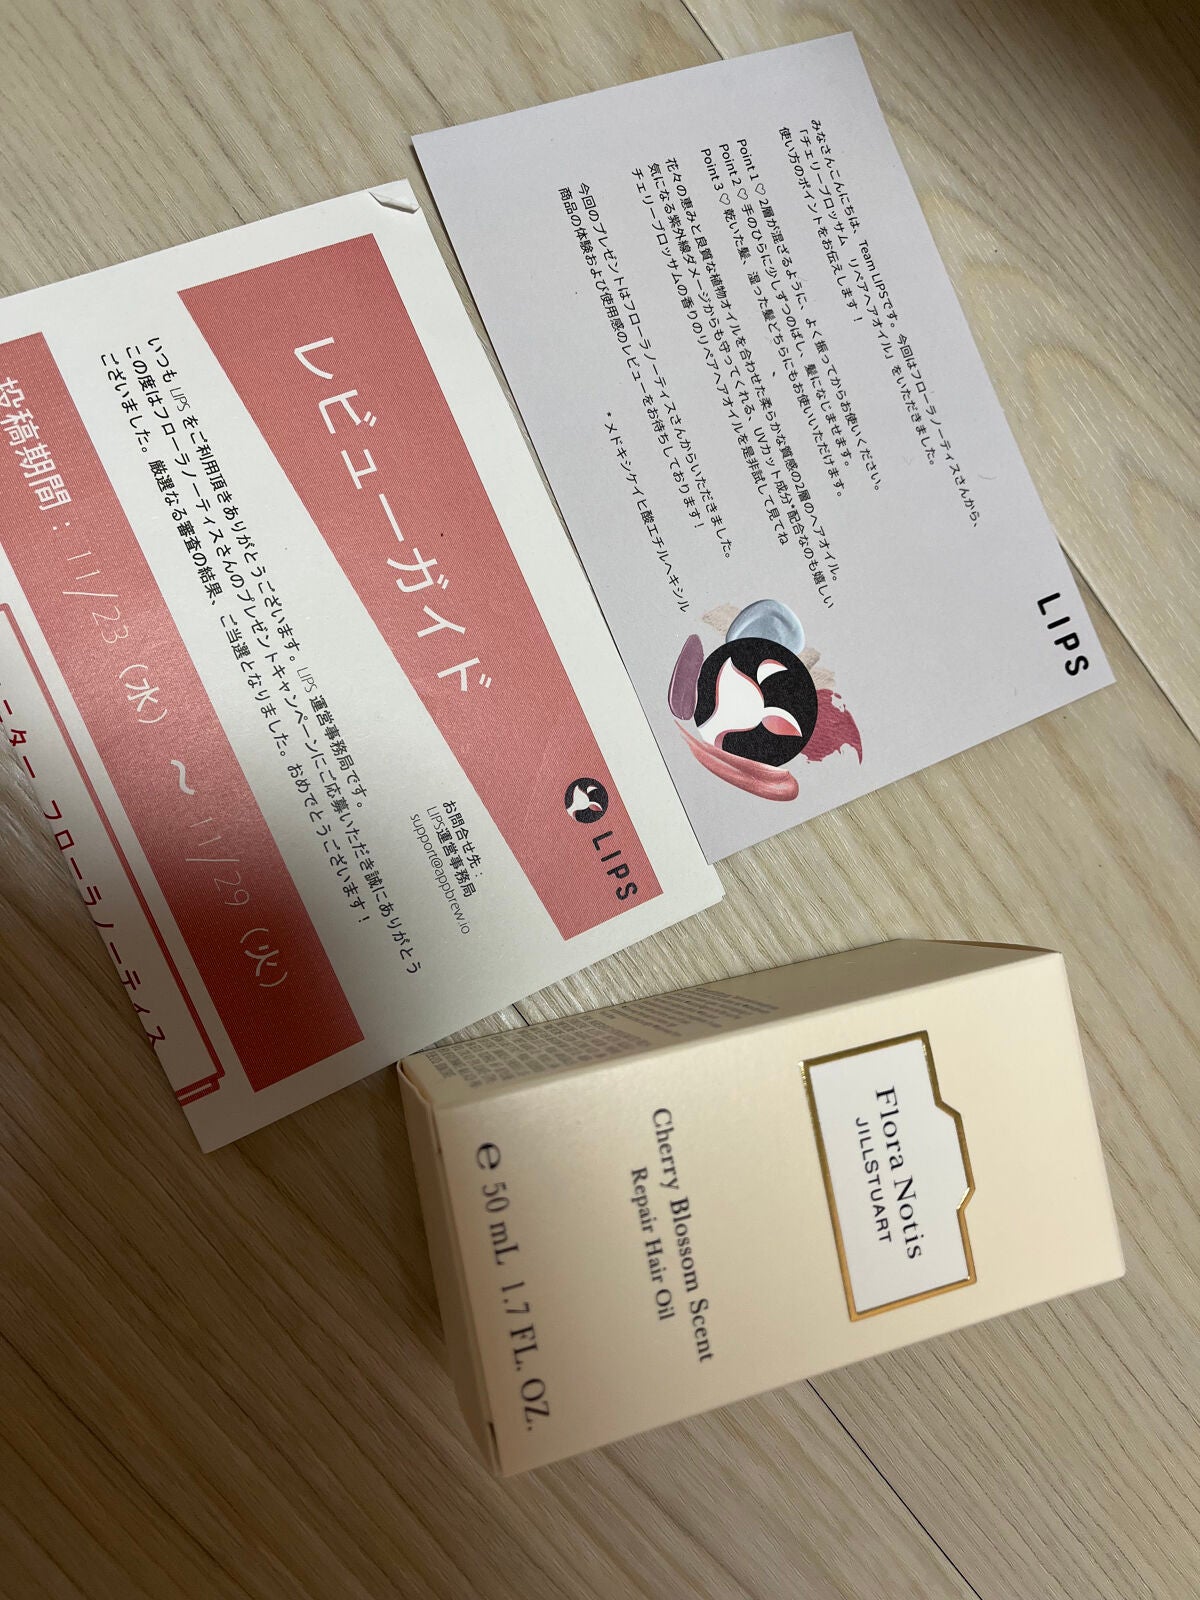 LIPS
みなさんこんにちは、Team LIPSです。今回はフローラノーティスさんから、
「チェリーブロッサム リペアヘアオイル」をいただきました。
使い方のポイントをお伝えします！
Point 1 ♡ 2層が混ざるように、よく振ってからお使いください。
Point 2 ♡ 手のひらに少しずつのばし、髪になじませます。
Point 3 ♡ 乾いた髪、湿った髪どちらにもお使いいただけます。
花々の恵みと良質な植物オイルを合わせた柔らかな質感の2層のヘアオイル。
気になる紫外線ダメージからも守ってくれる、UVカット成分*配合なのも嬉しい
チェリーブロッサムの香りのリペアヘアオイルを是非試して見てね
今回のプレゼントはフローラノーティスさんからいただきました。
商品の体験および使用感のレビューをお待ちしております！
*メトキシケイヒ酸エチルヘキシル
レビューガイド
LIPS
お問合せ先：
LIPS運営事務局
support@appbrew.io
いつも LIPS をご利用頂きありがとうございます。LIPS 運営事務局です。
この度はフローラノーティスさんのプレゼントキャンペーンにご応募いただき誠にありがとう
ございました。厳選なる審査の結果、ご当選となりました。おめでとうございます！
投稿期間： 11/23（水）～ 11/29（火）
ニター フローラノーティス
Flora Notis
JILLSTUART
Cherry Blossom Scent
Repair Hair Oil
℮ 50 mL 1.7 FL. OZ.